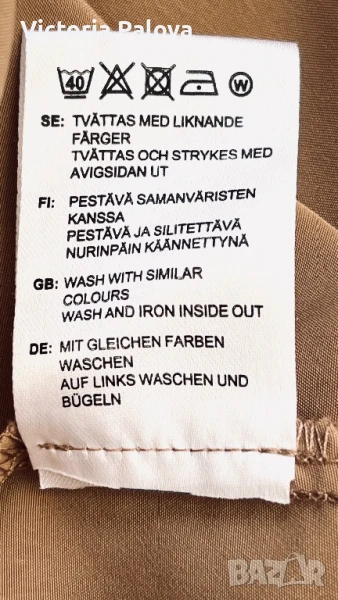 Victoria Palova
40 W
SE: TVÄTTAS MED LIKNANDE
FÄRGER
TVÄTTAS OCH STRYKES MED
AVIGSIDAN UT
FI: PESTÄVÄ SAMANVÄRISTEN
KANSSA
PESTÄVÄ JA SILITETTÄVÄ
NURINPÄIN KÄÄNNETTYNÄ
GB: WASH WITH SIMILAR
COLOURS
WASH AND IRON INSIDE OUT
DE: MIT GLEICHEN FARBEN
WASCHEN
AUF LINKS WASCHEN UND
BÜGELN
BAZAR